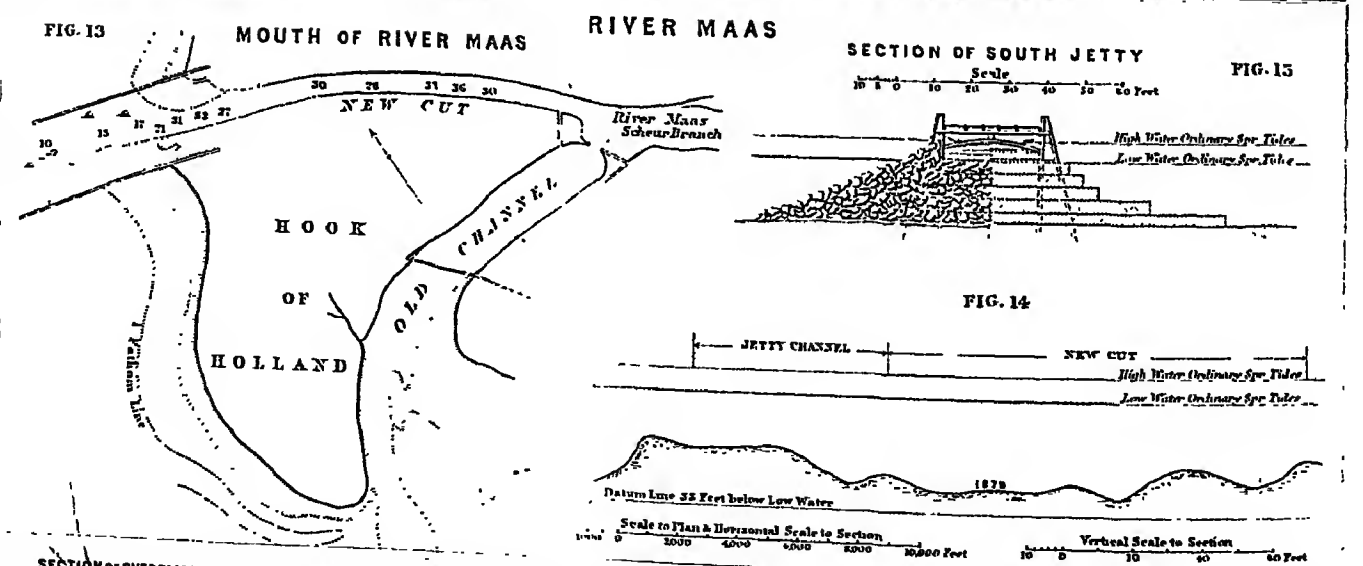 RIVER MAAS
FIG. 13
MOUTH OF RIVER MAAS
30 28 31 36 30
NEW CUT
10 13 17 21 31 32 27
River Maas
Scheur Branch
HOOK
OF
HOLLAND
OLD CHANNEL
1 Fathom Line
SECTION OF SOUTH JETTY
FIG. 15
Scale
10 5 0 10 20 30 40 50 60 Feet
High Water Ordinary Spr Tides
Low Water Ordinary Spr Tides
FIG. 14
JETTY CHANNEL
NEW CUT
High Water Ordinary Spr Tides
Low Water Ordinary Spr Tides
1879
Datum Line 33 Feet below Low Water
Scale to Plan & Horizontal Scale to Section
0 2000 4000 6000 8000 10,000 Feet
Vertical Scale to Section
20 0 20 40 60 Feet